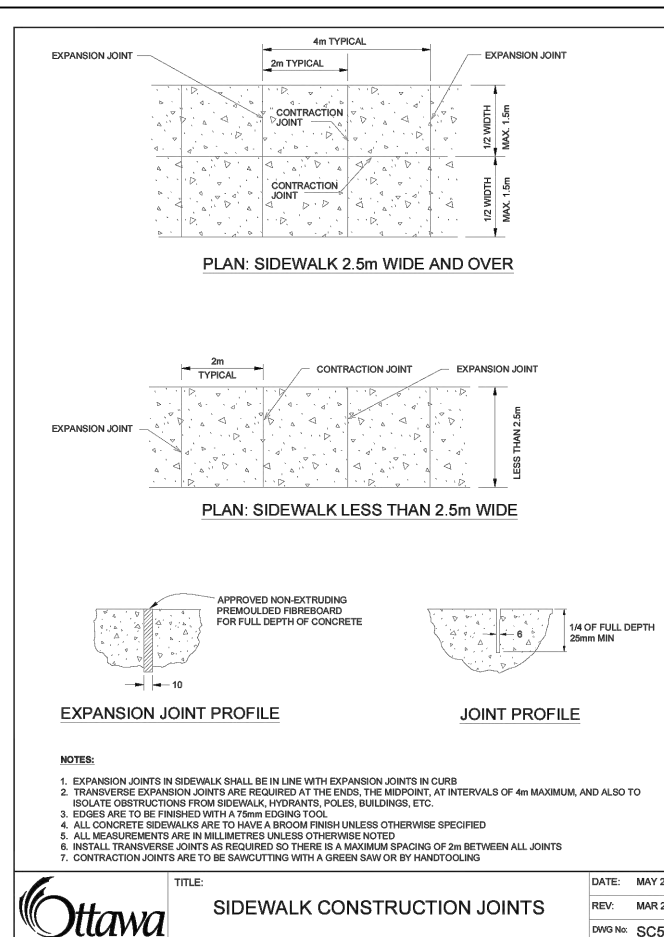 4m TYPICAL
EXPANSION JOINT
EXPANSION JOINT
2m TYPICAL
CONTRACTION
JOINT
1/2 WIDTH
MAX. 1.5m
CONTRACTION
JOINT
1/2 WIDTH
MAX. 1.5m
PLAN: SIDEWALK 2.5m WIDE AND OVER
2m
TYPICAL
CONTRACTION JOINT
EXPANSION JOINT
EXPANSION JOINT
LESS THAN 2.5m
PLAN: SIDEWALK LESS THAN 2.5m WIDE
APPROVED NON-EXTRUDING
PREMOULDED FIBREBOARD
FOR FULL DEPTH OF CONCRETE
10
EXPANSION JOINT PROFILE
6
1/4 OF FULL DEPTH
25mm MIN
JOINT PROFILE
NOTES:
1. EXPANSION JOINTS IN SIDEWALK SHALL BE IN LINE WITH EXPANSION JOINTS IN CURB
2. TRANSVERSE EXPANSION JOINTS ARE REQUIRED AT THE ENDS, THE MIDPOINT, AT INTERVALS OF 4m MAXIMUM, AND ALSO TO
ISOLATE OBSTRUCTIONS FROM SIDEWALK, HYDRANTS, POLES, BUILDINGS, ETC.
3. EDGES ARE TO BE FINISHED WITH A 75mm EDGING TOOL
4. ALL CONCRETE SIDEWALKS ARE TO HAVE A BROOM FINISH UNLESS OTHERWISE SPECIFIED
5. ALL MEASUREMENTS ARE IN MILLIMETRES UNLESS OTHERWISE NOTED
6. INSTALL TRANSVERSE JOINTS AS REQUIRED SO THERE IS A MAXIMUM SPACING OF 2m BETWEEN ALL JOINTS
7. CONTRACTION JOINTS ARE TO BE SAWCUTTING WITH A GREEN SAW OR BY HANDTOOLING
Ottawa
TITLE:
SIDEWALK CONSTRUCTION JOINTS
DATE: MAY 2
REV: MAR 2
DWG No: SC5